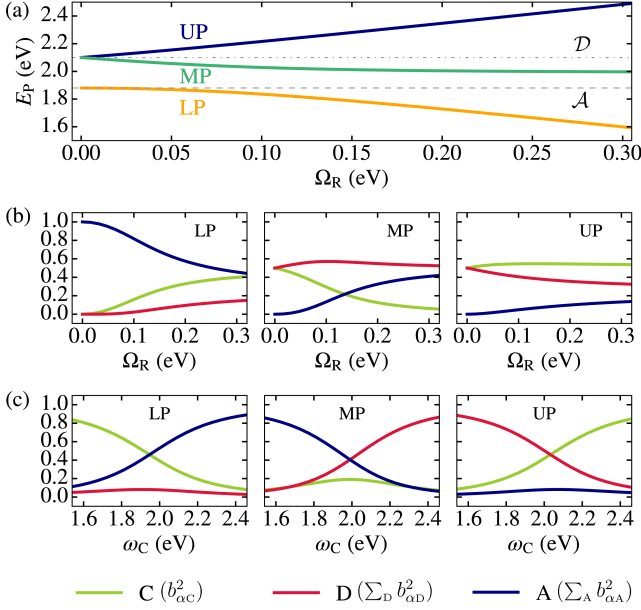 (a)
2.4
2.2
2.0
1.8
1.6
E_P (eV)
UP
MP
LP
𝒟
𝒜
0.00 0.05 0.10 0.15 0.20 0.25 0.30
Ω_R (eV)
(b)
1.0
0.8
0.6
0.4
0.2
0.0
LP MP UP
0.0 0.1 0.2 0.3 0.0 0.1 0.2 0.3 0.0 0.1 0.2 0.3
Ω_R (eV) Ω_R (eV) Ω_R (eV)
(c)
1.0
0.8
0.6
0.4
0.2
0.0
LP MP UP
1.6 1.8 2.0 2.2 2.4 1.6 1.8 2.0 2.2 2.4 1.6 1.8 2.0 2.2 2.4
ω_C (eV) ω_C (eV) ω_C (eV)
C (b²_αC) D (∑_D b²_αD) A (∑_A b²_αA)